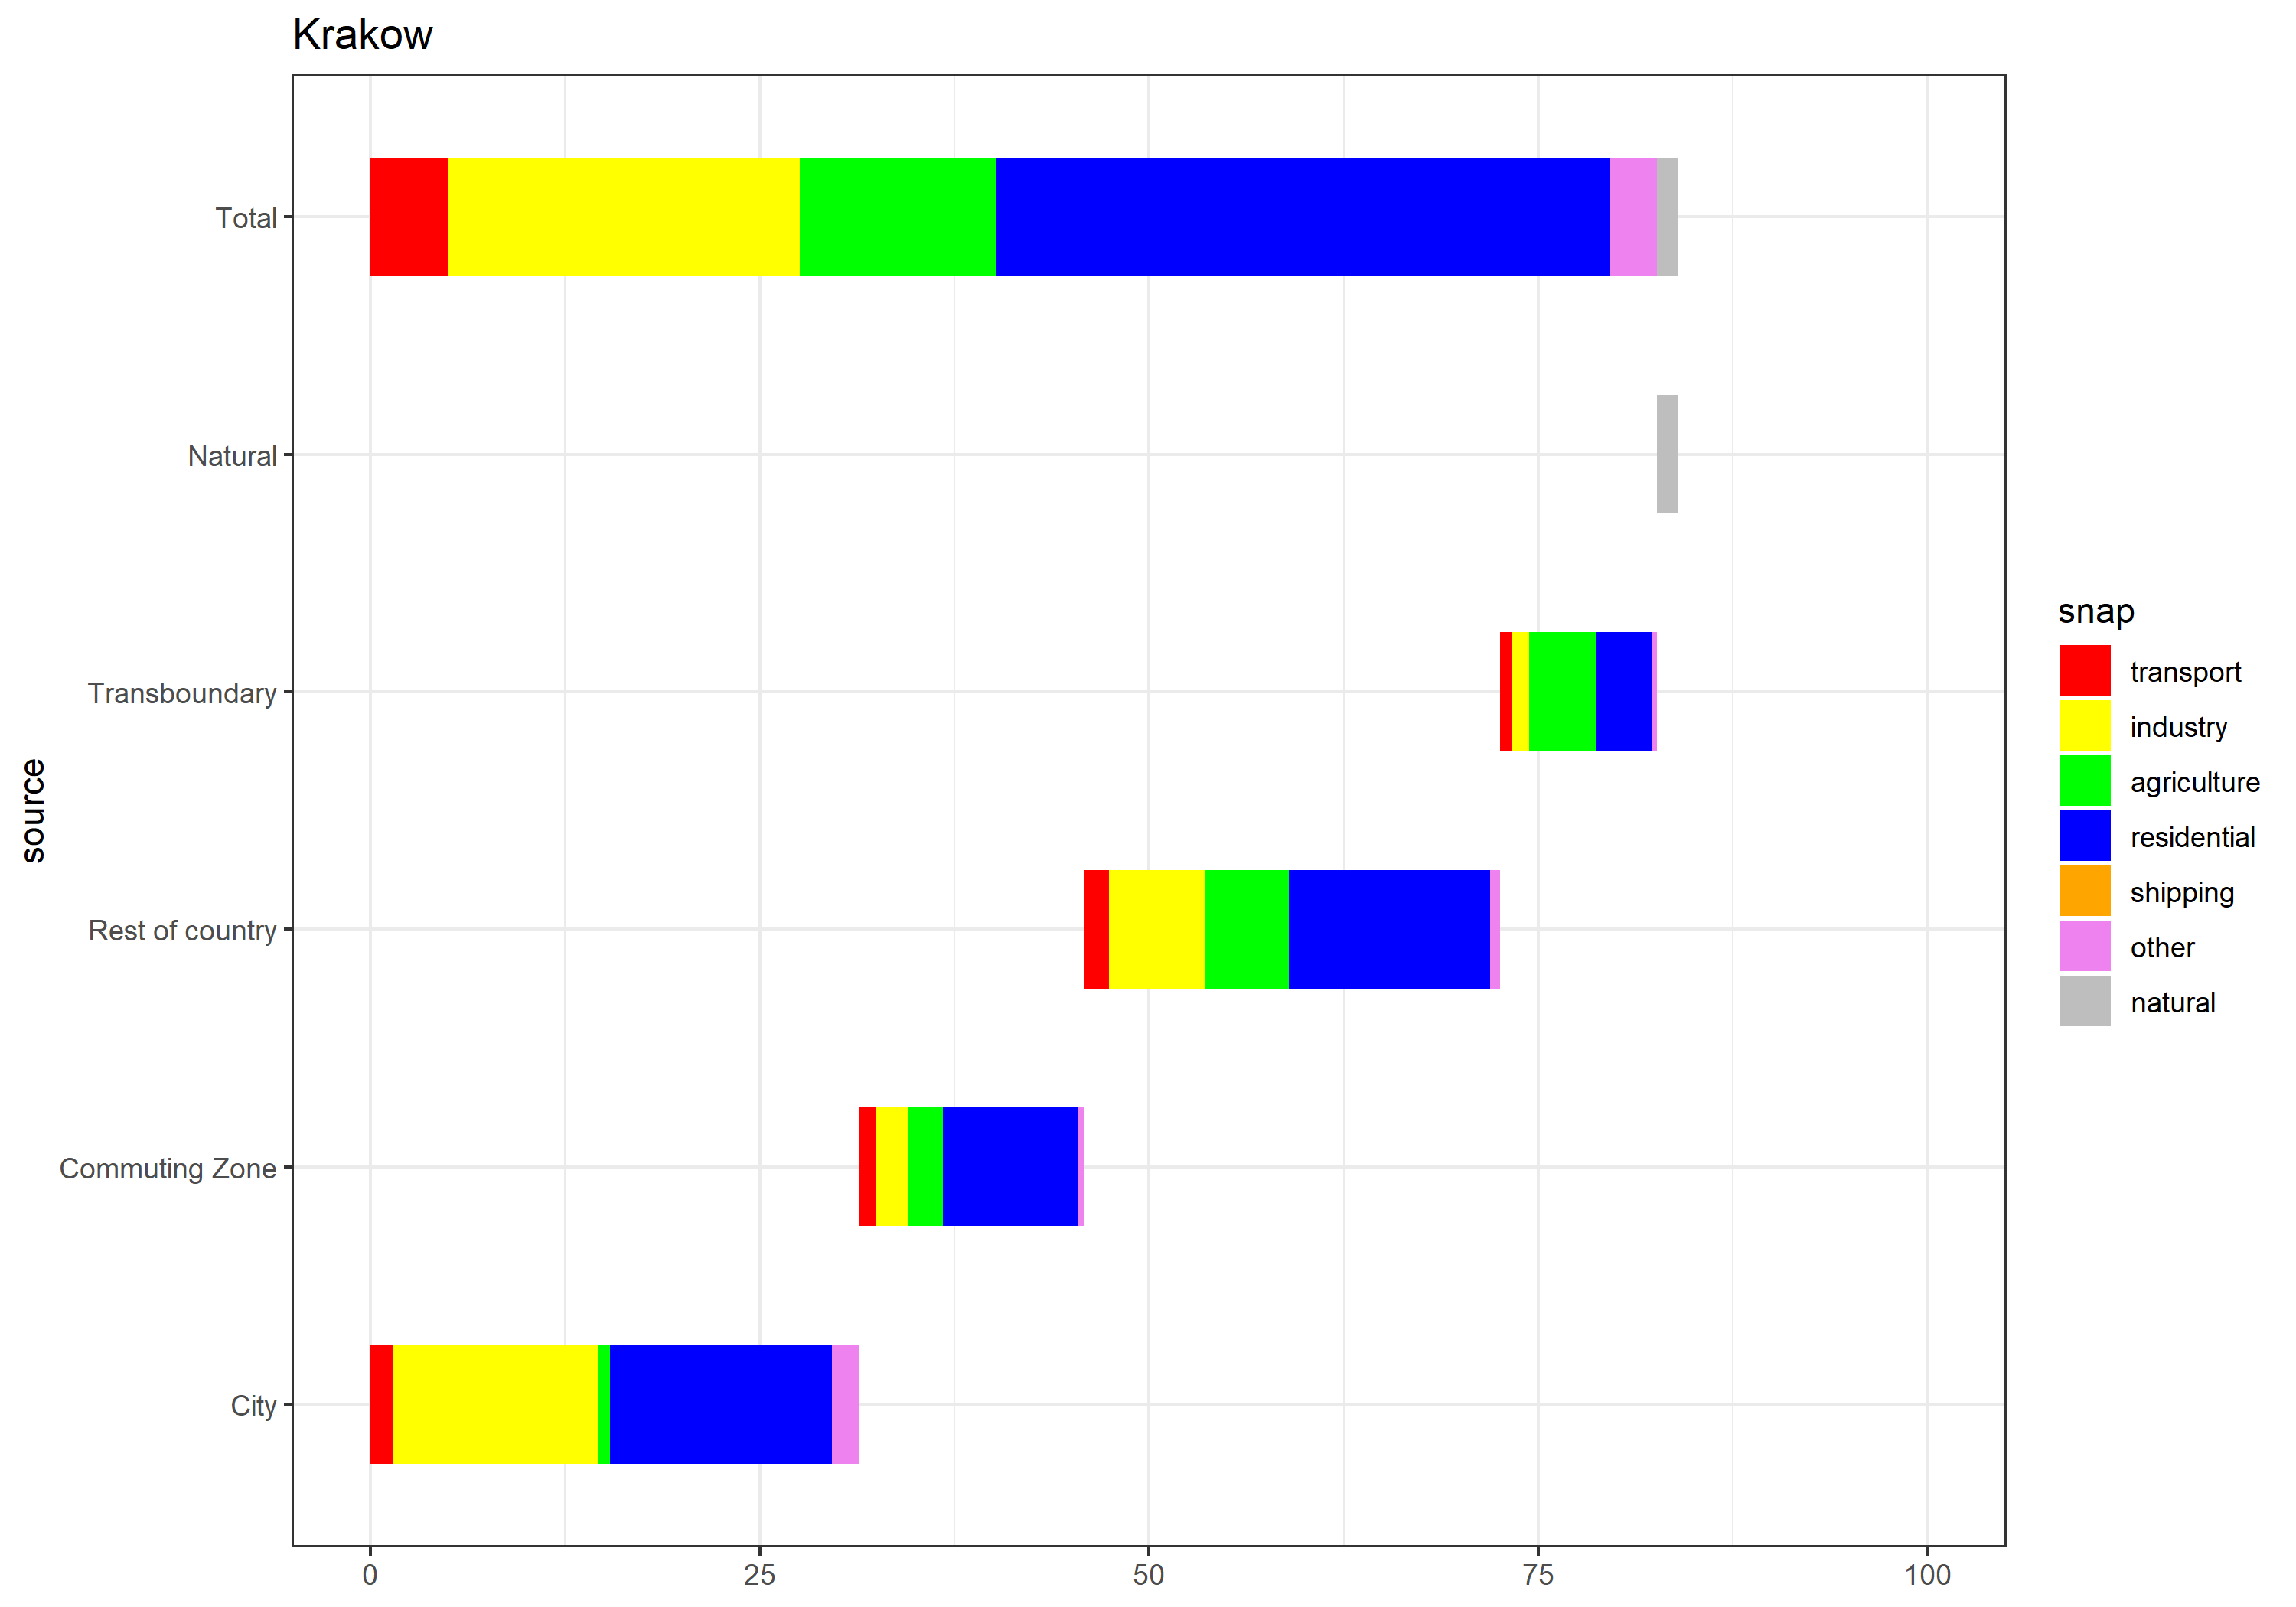 Krakow
Total
Natural
Transboundary
Rest of country
Commuting Zone
City
source
0 25 50 75 100
snap
transport
industry
agriculture
residential
shipping
other
natural